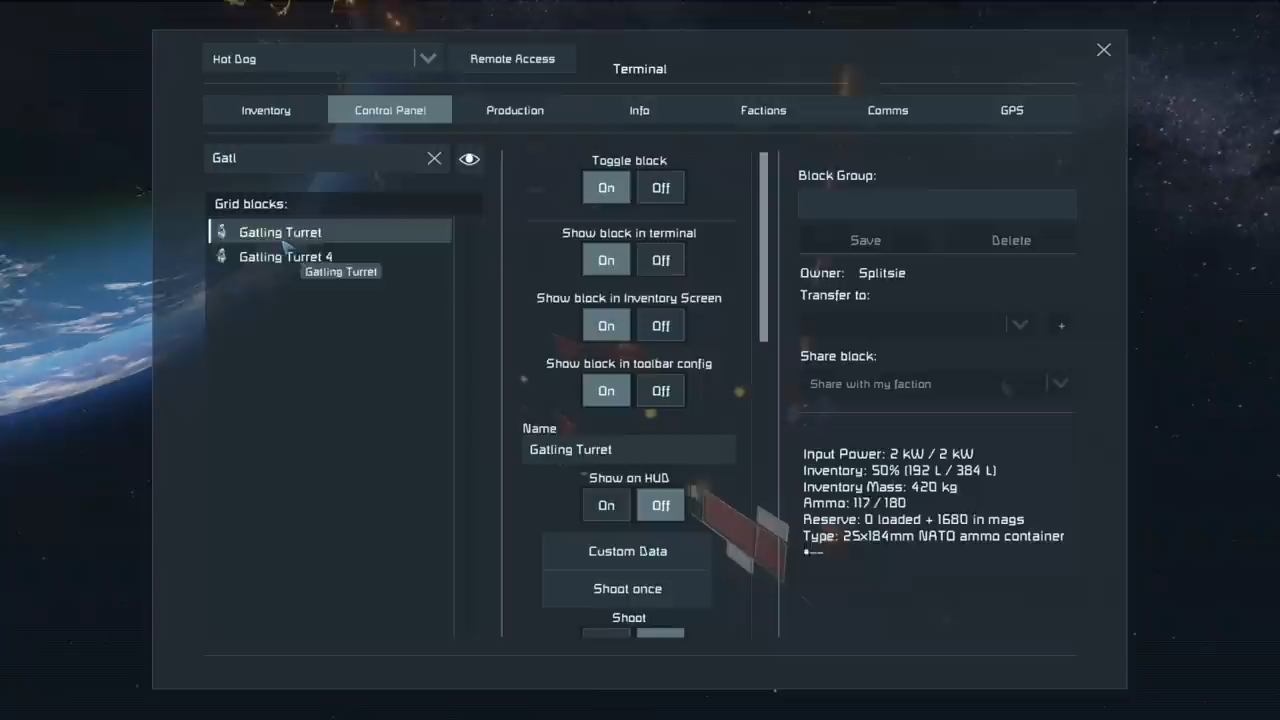 Hot Dog
Remote Access
Terminal
Inventory
Control Panel
Production
Info
Factions
Comms
GPS
Gatl
Grid blocks:
Gatling Turret
Gatling Turret 4
Gatling Turret
Toggle block
On Off
Show block in terminal
On Off
Show block in Inventory Screen
On Off
Show block in toolbar config
On Off
Name
Gatling Turret
Show on HUD
On Off
Custom Data
Shoot once
Shoot
Block Group:
Save Delete
Owner: Splitsie
Transfer to:
+
Share block:
Share with my faction
Input Power: 2 kW / 2 kW
Inventory: 50% (192 L / 384 L)
Inventory Mass: 420 kg
Ammo: 117 / 180
Reserve: 0 loaded + 1680 in mags
Type: 25x184mm NATO ammo container
•---